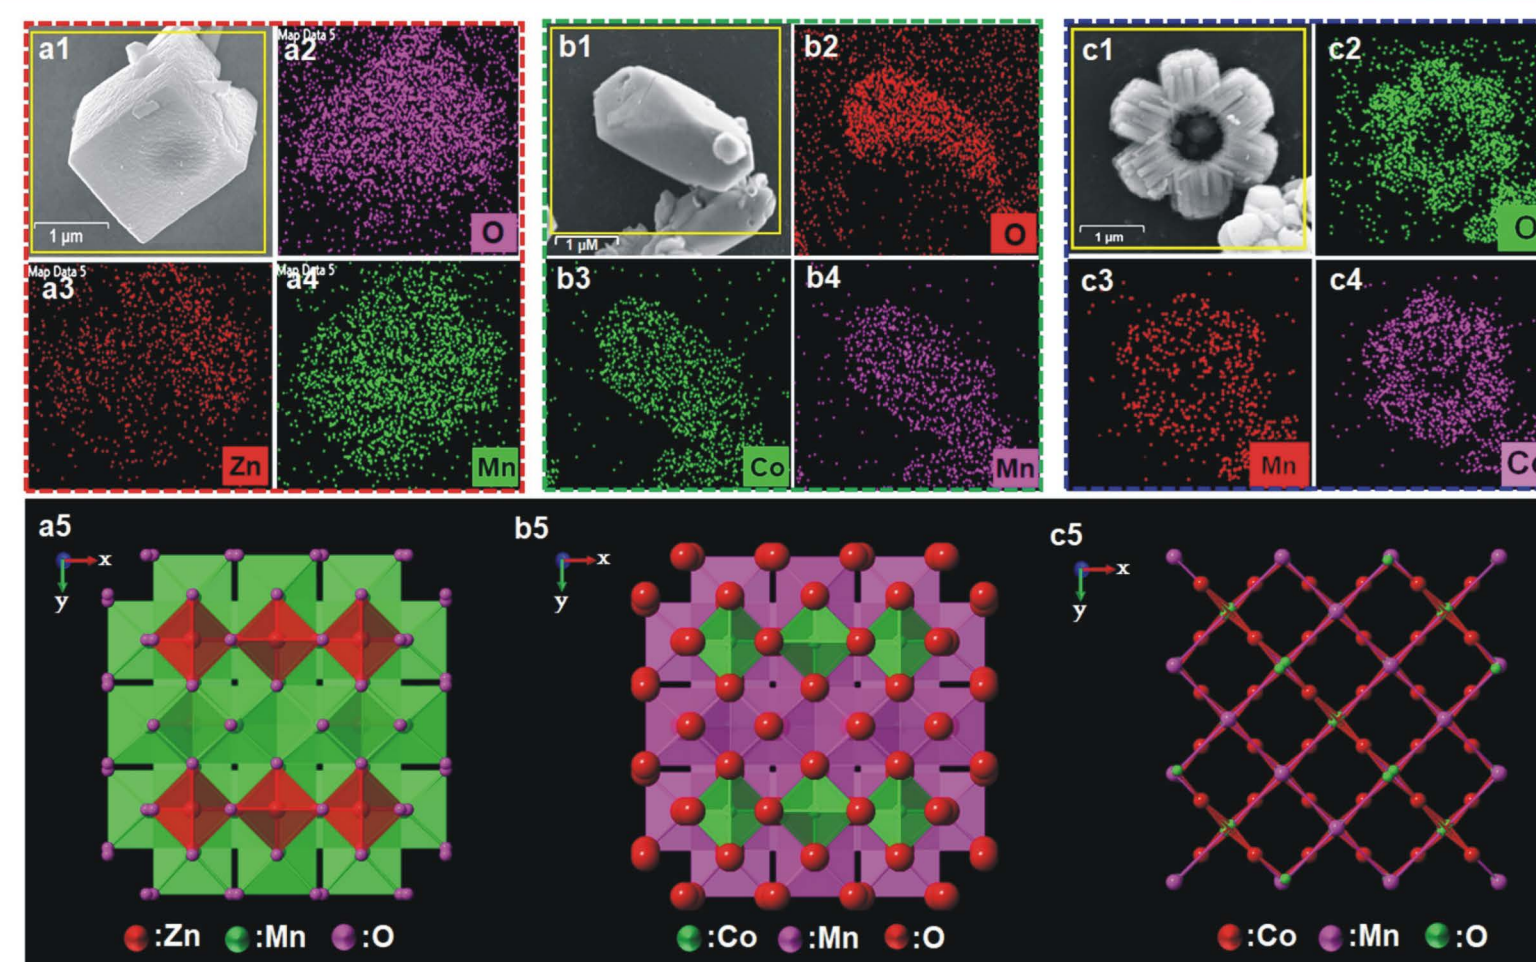 a1
Map Data 5
a2
1 µm
O
Map Data 5
a3
Zn
Map Data 5
a4
Mn
b1
1 µM
b2
O
b3
Co
b4
Mn
c1
1 µm
c2
O
c3
Mn
c4
a5
x
y
:Zn :Mn :O
b5
x
y
:Co :Mn :O
c5
x
y
:Co :Mn :O